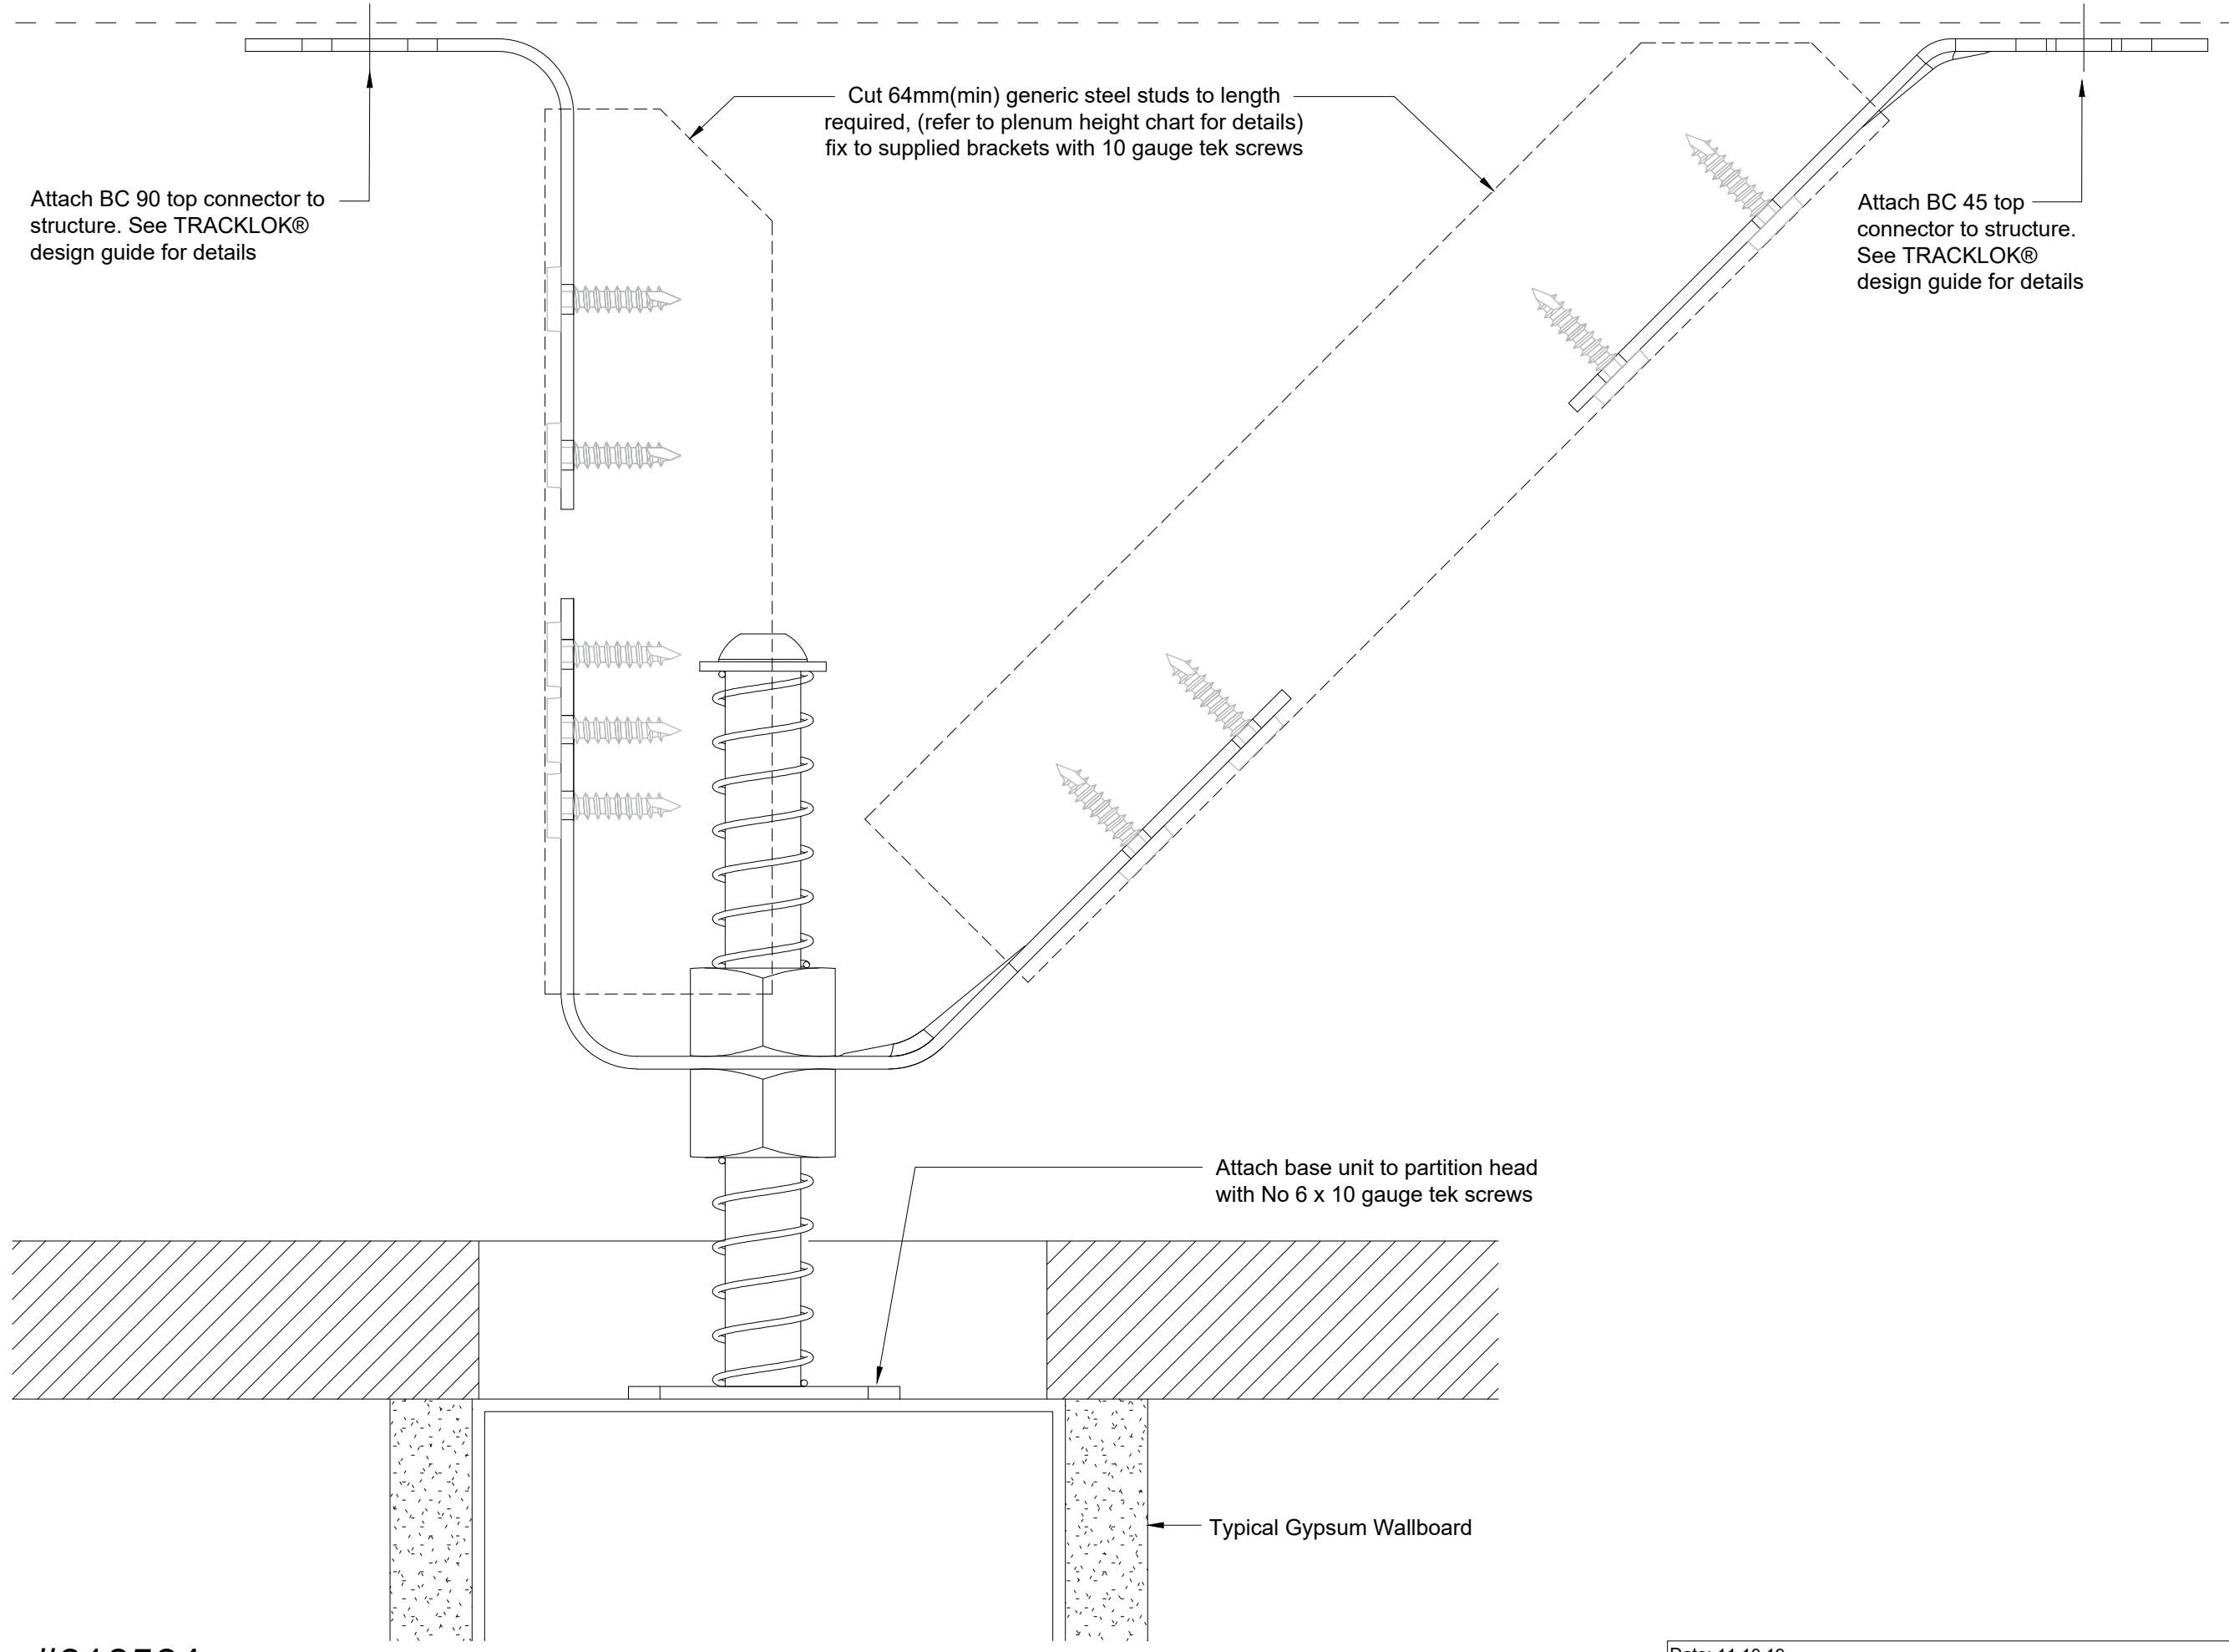 Cut 64mm(min) generic steel studs to length
required, (refer to plenum height chart for details)
fix to supplied brackets with 10 gauge tek screws
Attach BC 90 top connector to
structure. See TRACKLOK®
design guide for details
Attach BC 45 top
connector to structure.
See TRACKLOK®
design guide for details
Attach base unit to partition head
with No 6 x 10 gauge tek screws
Typical Gypsum Wallboard